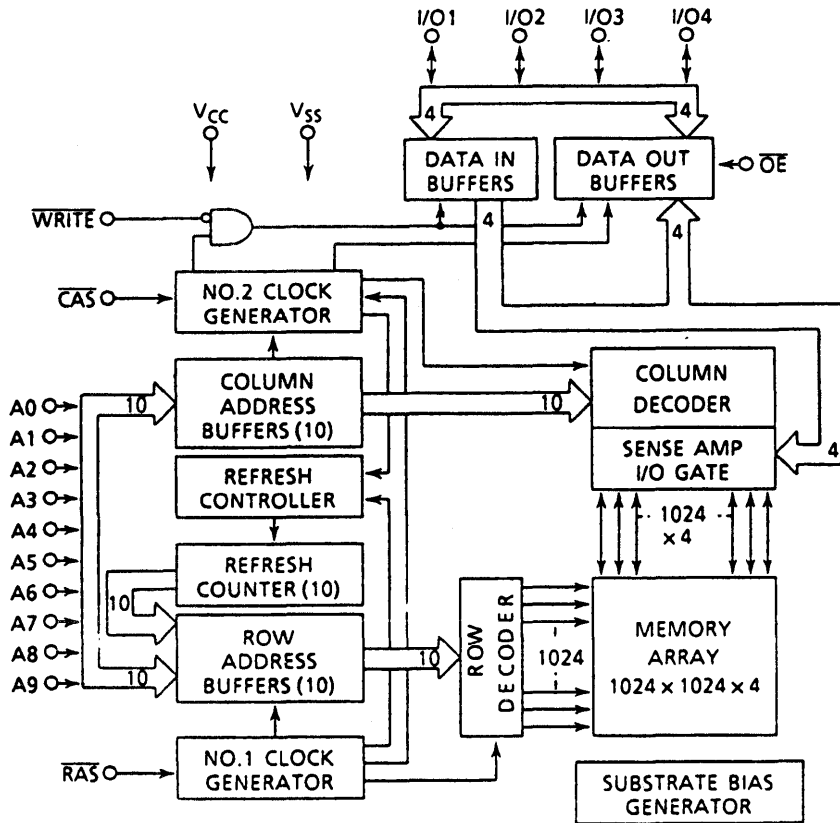 I/O1 I/O2 I/O3 I/O4
4 4
VCC VSS
DATA IN
BUFFERS
DATA OUT
BUFFERS
OE
WRITE
4 4
CAS
NO.2 CLOCK
GENERATOR
COLUMN
ADDRESS
BUFFERS (10)
10 10
COLUMN
DECODER
SENSE AMP
I/O GATE
4
A0
A1
A2
A3
A4
A5
A6
A7
A8
A9
REFRESH
CONTROLLER
1024
x 4
REFRESH
COUNTER (10)
10
ROW
ADDRESS
BUFFERS (10)
10 10
ROW
DECODER
1024
MEMORY
ARRAY
1024 x 1024 x 4
RAS
NO.1 CLOCK
GENERATOR
SUBSTRATE BIAS
GENERATOR